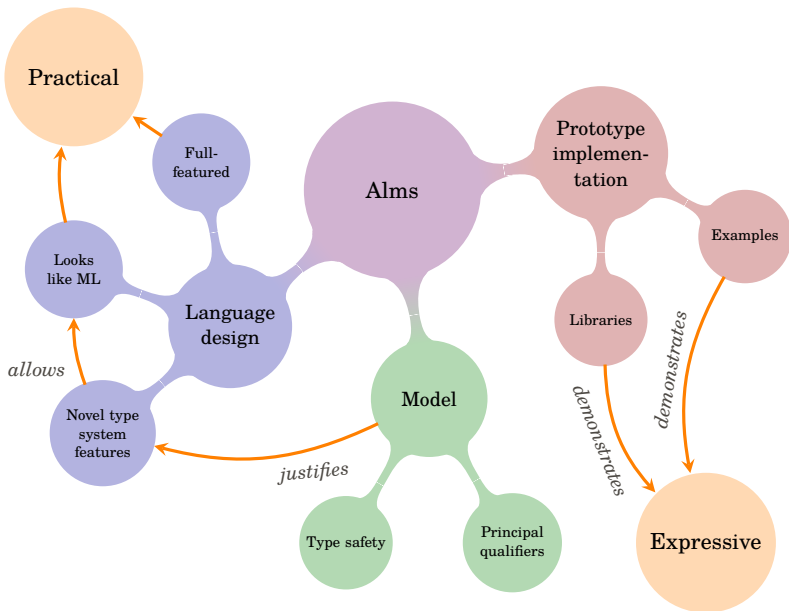 Practical
Full-
featured
Alms
Prototype
implemen-
tation
Looks
like ML
Examples
Language
design
Libraries
allows
demonstrates
Novel type
system
features
Model
demonstrates
justifies
Type safety
Principal
qualifiers
Expressive